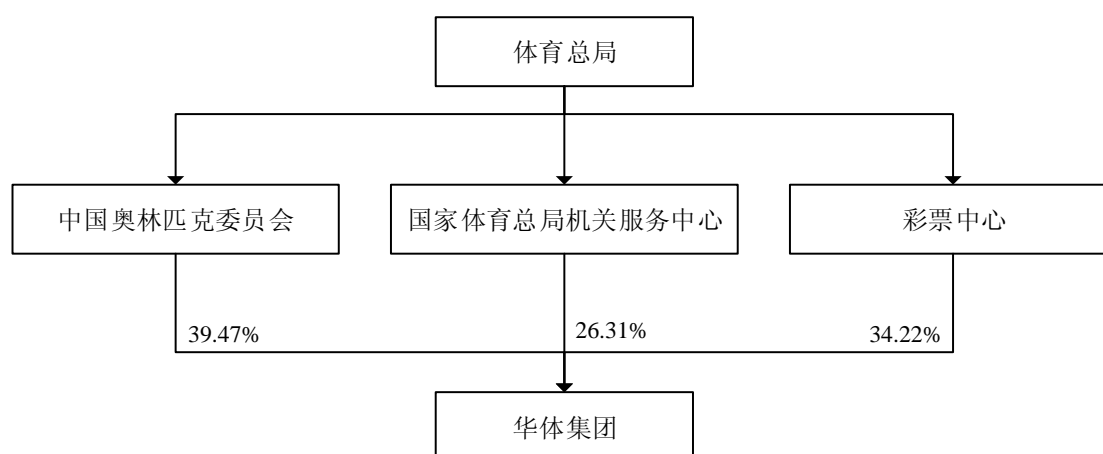 体育总局
中国奥林匹克委员会
国家体育总局机关服务中心
彩票中心
39.47%
26.31%
34.22%
华体集团